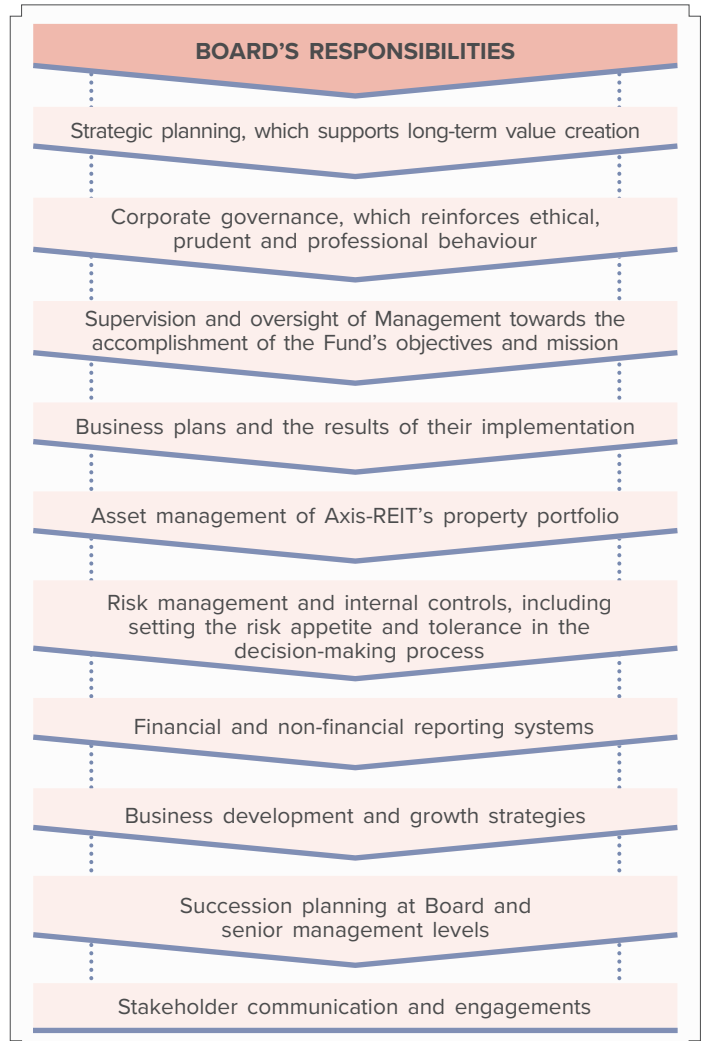 BOARD’S RESPONSIBILITIES
Strategic planning, which supports long-term value creation
Corporate governance, which reinforces ethical,
prudent and professional behaviour
Supervision and oversight of Management towards the
accomplishment of the Fund’s objectives and mission
Business plans and the results of their implementation
Asset management of Axis-REIT’s property portfolio
Risk management and internal controls, including
setting the risk appetite and tolerance in the
decision-making process
Financial and non-financial reporting systems
Business development and growth strategies
Succession planning at Board and
senior management levels
Stakeholder communication and engagements